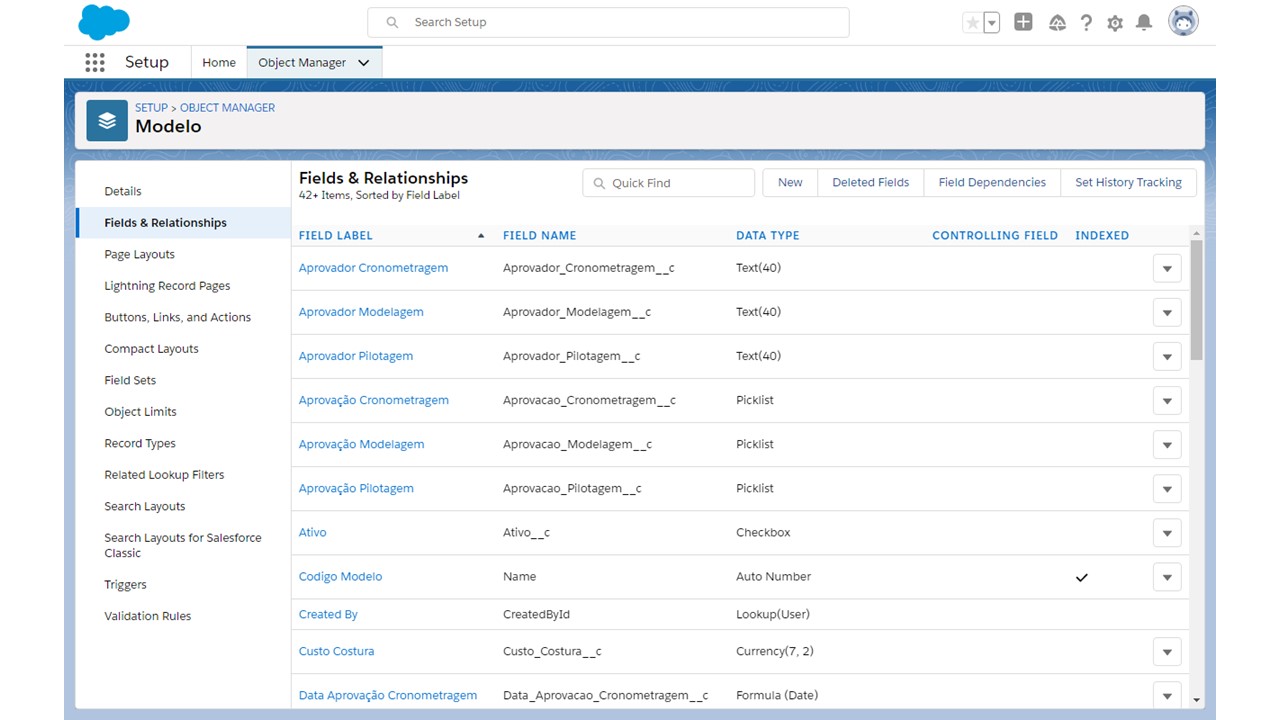 Search Setup
Setup
Home
Object Manager
SETUP > OBJECT MANAGER
Modelo
Details
Fields & Relationships
Page Layouts
Lightning Record Pages
Buttons, Links, and Actions
Compact Layouts
Field Sets
Object Limits
Record Types
Related Lookup Filters
Search Layouts
Search Layouts for Salesforce
Classic
Triggers
Validation Rules
Fields & Relationships
42+ Items, Sorted by Field Label
Quick Find
New
Deleted Fields
Field Dependencies
Set History Tracking
FIELD LABEL FIELD NAME DATA TYPE CONTROLLING FIELD INDEXED
Aprovador Cronometragem Aprovador_Cronometragem__c Text(40)
Aprovador Modelagem Aprovador_Modelagem__c Text(40)
Aprovador Pilotagem Aprovador_Pilotagem__c Text(40)
Aprovação Cronometragem Aprovacao_Cronometragem__c Picklist
Aprovação Modelagem Aprovacao_Modelagem__c Picklist
Aprovação Pilotagem Aprovacao_Pilotagem__c Picklist
Ativo Ativo__c Checkbox
Codigo Modelo Name Auto Number
Created By CreatedById Lookup(User)
Custo Costura Custo_Costura__c Currency(7, 2)
Data Aprovação Cronometragem Data_Aprovacao_Cronometragem__c Formula (Date)